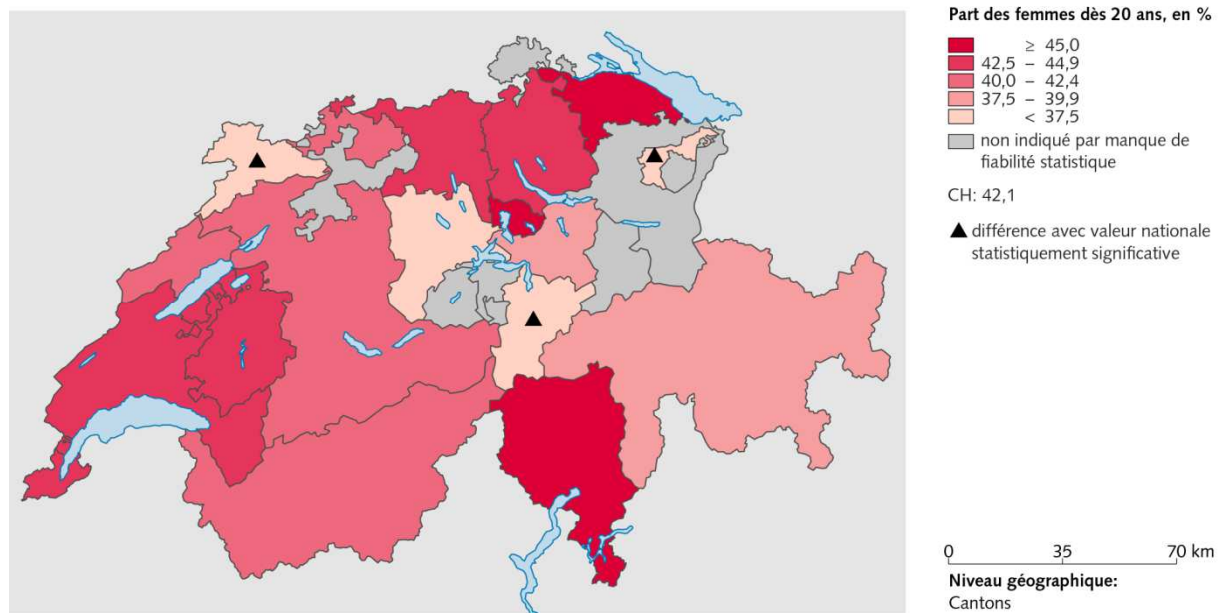 Part des femmes dès 20 ans, en %
≥ 45,0
42,5 – 44,9
40,0 – 42,4
37,5 – 39,9
< 37,5
non indiqué par manque de
fiabilité statistique
CH: 42,1
▲ différence avec valeur nationale
statistiquement significative
0 35 70 km
Niveau géographique:
Cantons